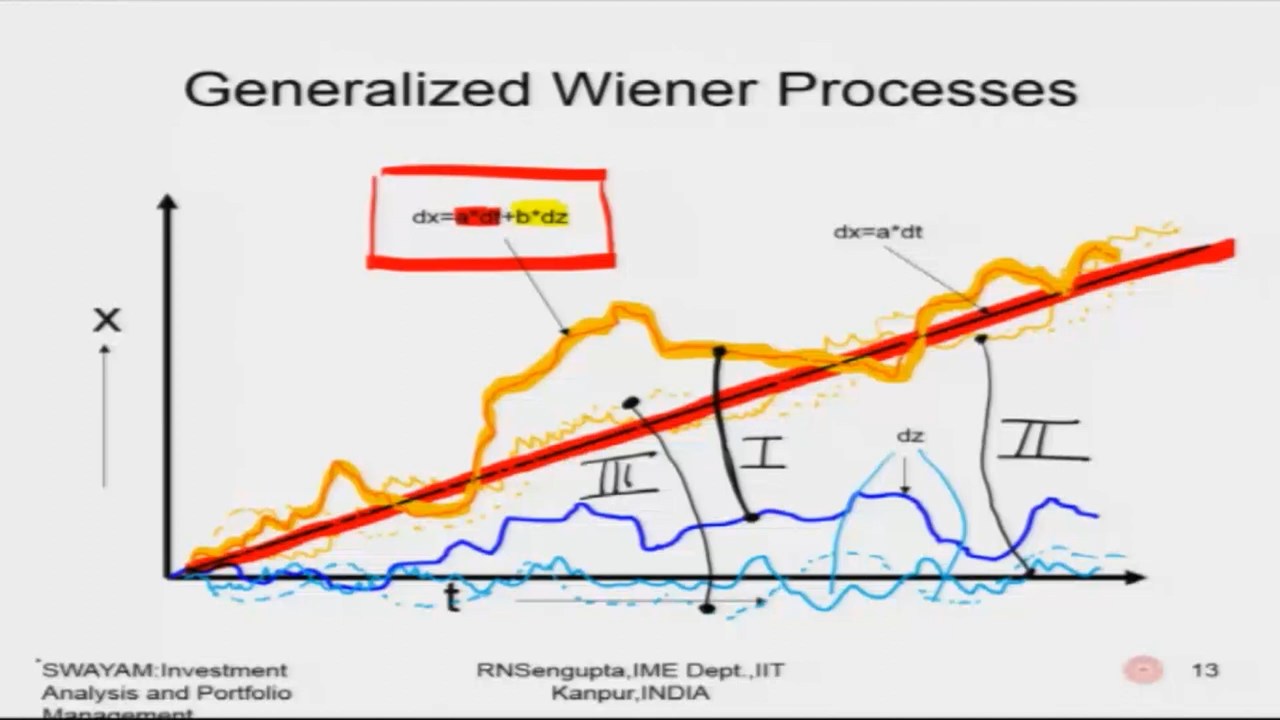 Generalized Wiener Processes
dx=a*dt+b*dz
dx=a*dt
x
dz
I
II
III
t
SWAYAM:Investment
Analysis and Portfolio
Management
RNSengupta,IME Dept.,IIT
Kanpur,INDIA
13